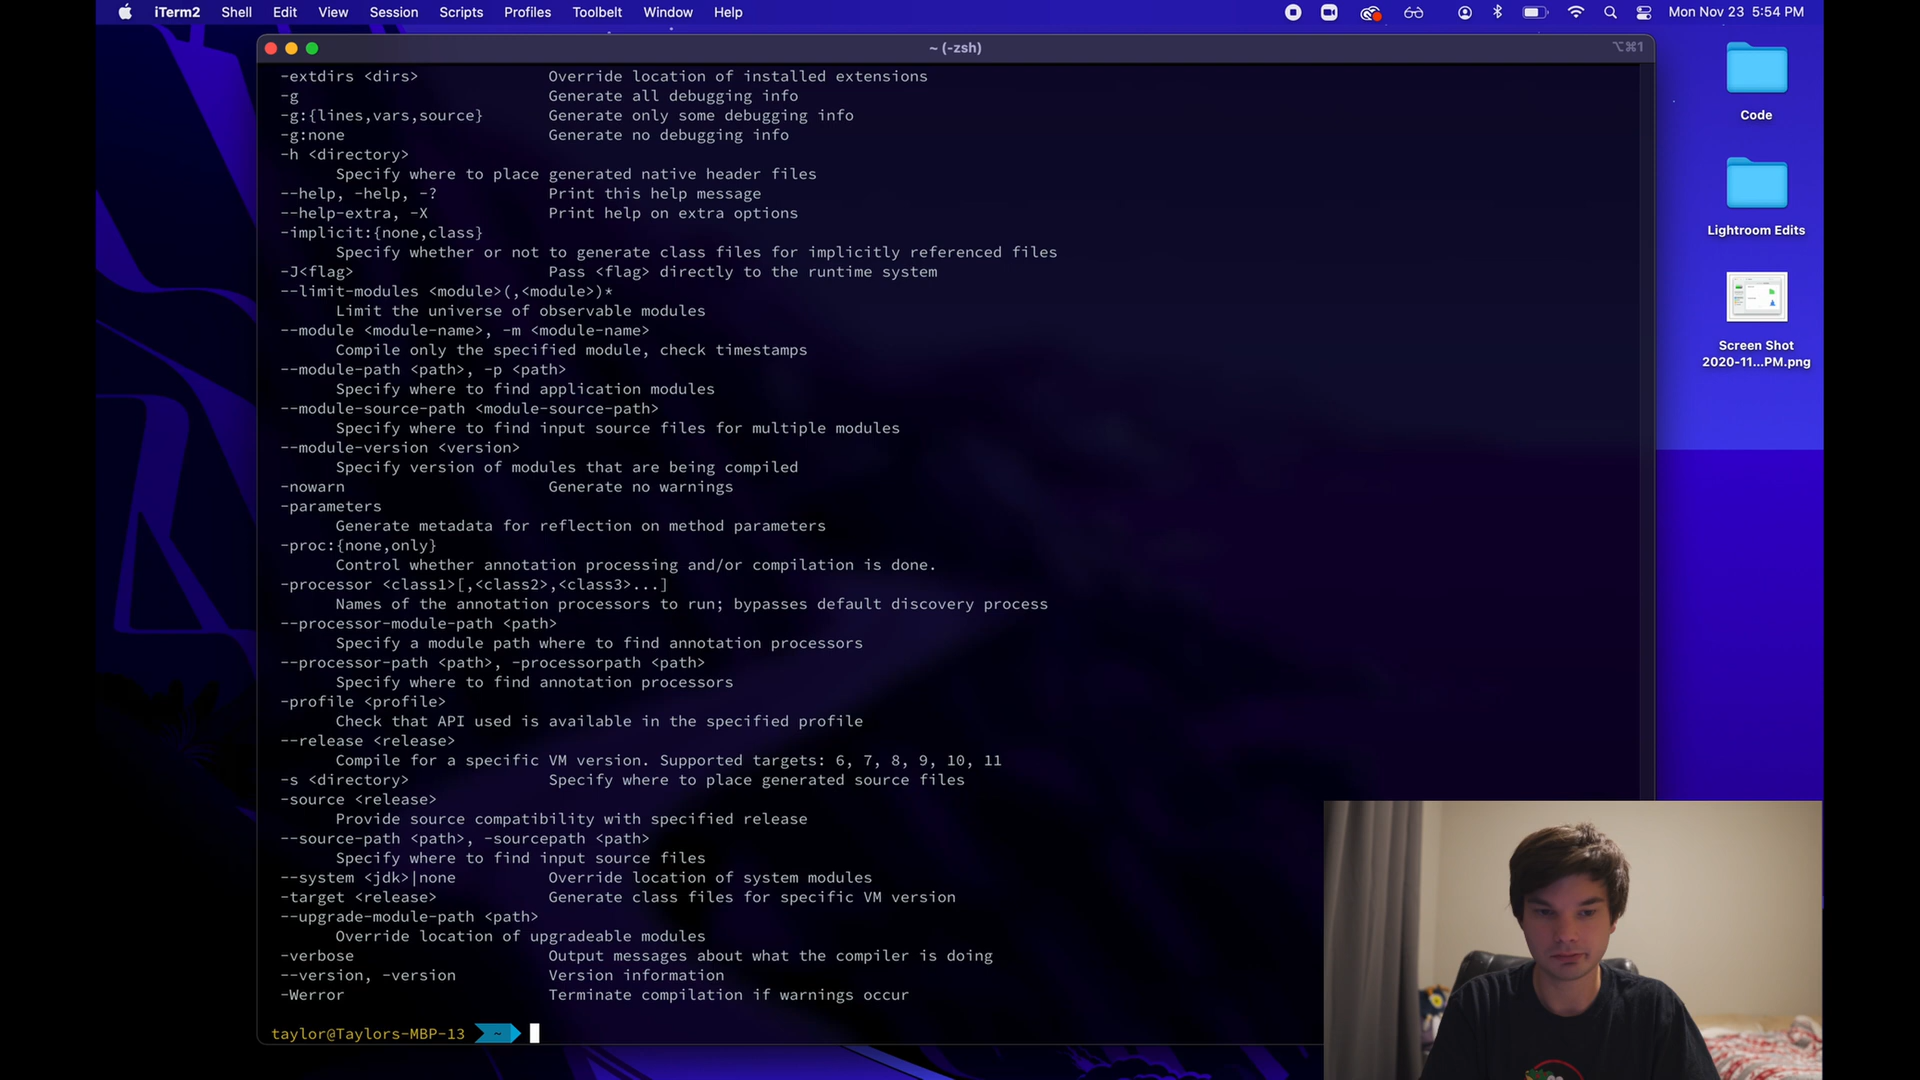 iTerm2 Shell Edit View Session Scripts Profiles Toolbelt Window Help Mon Nov 23 5:54 PM
~ (-zsh) ⌥⌘1
-extdirs <dirs> Override location of installed extensions
-g Generate all debugging info
-g:{lines,vars,source} Generate only some debugging info
-g:none Generate no debugging info
-h <directory>
Specify where to place generated native header files
--help, -help, -? Print this help message
--help-extra, -X Print help on extra options
-implicit:{none,class}
Specify whether or not to generate class files for implicitly referenced files
-J<flag> Pass <flag> directly to the runtime system
--limit-modules <module>(,<module>)*
Limit the universe of observable modules
--module <module-name>, -m <module-name>
Compile only the specified module, check timestamps
--module-path <path>, -p <path>
Specify where to find application modules
--module-source-path <module-source-path>
Specify where to find input source files for multiple modules
--module-version <version>
Specify version of modules that are being compiled
-nowarn Generate no warnings
-parameters
Generate metadata for reflection on method parameters
-proc:{none,only}
Control whether annotation processing and/or compilation is done.
-processor <class1>[,<class2>,<class3>...]
Names of the annotation processors to run; bypasses default discovery process
--processor-module-path <path>
Specify a module path where to find annotation processors
--processor-path <path>, -processorpath <path>
Specify where to find annotation processors
-profile <profile>
Check that API used is available in the specified profile
--release <release>
Compile for a specific VM version. Supported targets: 6, 7, 8, 9, 10, 11
-s <directory> Specify where to place generated source files
-source <release>
Provide source compatibility with specified release
--source-path <path>, -sourcepath <path>
Specify where to find input source files
--system <jdk>|none Override location of system modules
-target <release> Generate class files for specific VM version
--upgrade-module-path <path>
Override location of upgradeable modules
-verbose Output messages about what the compiler is doing
--version, -version Version information
-Werror Terminate compilation if warnings occur
taylor@Taylors-MBP-13 ~
Code
Lightroom Edits
Screen Shot
2020-11...PM.png